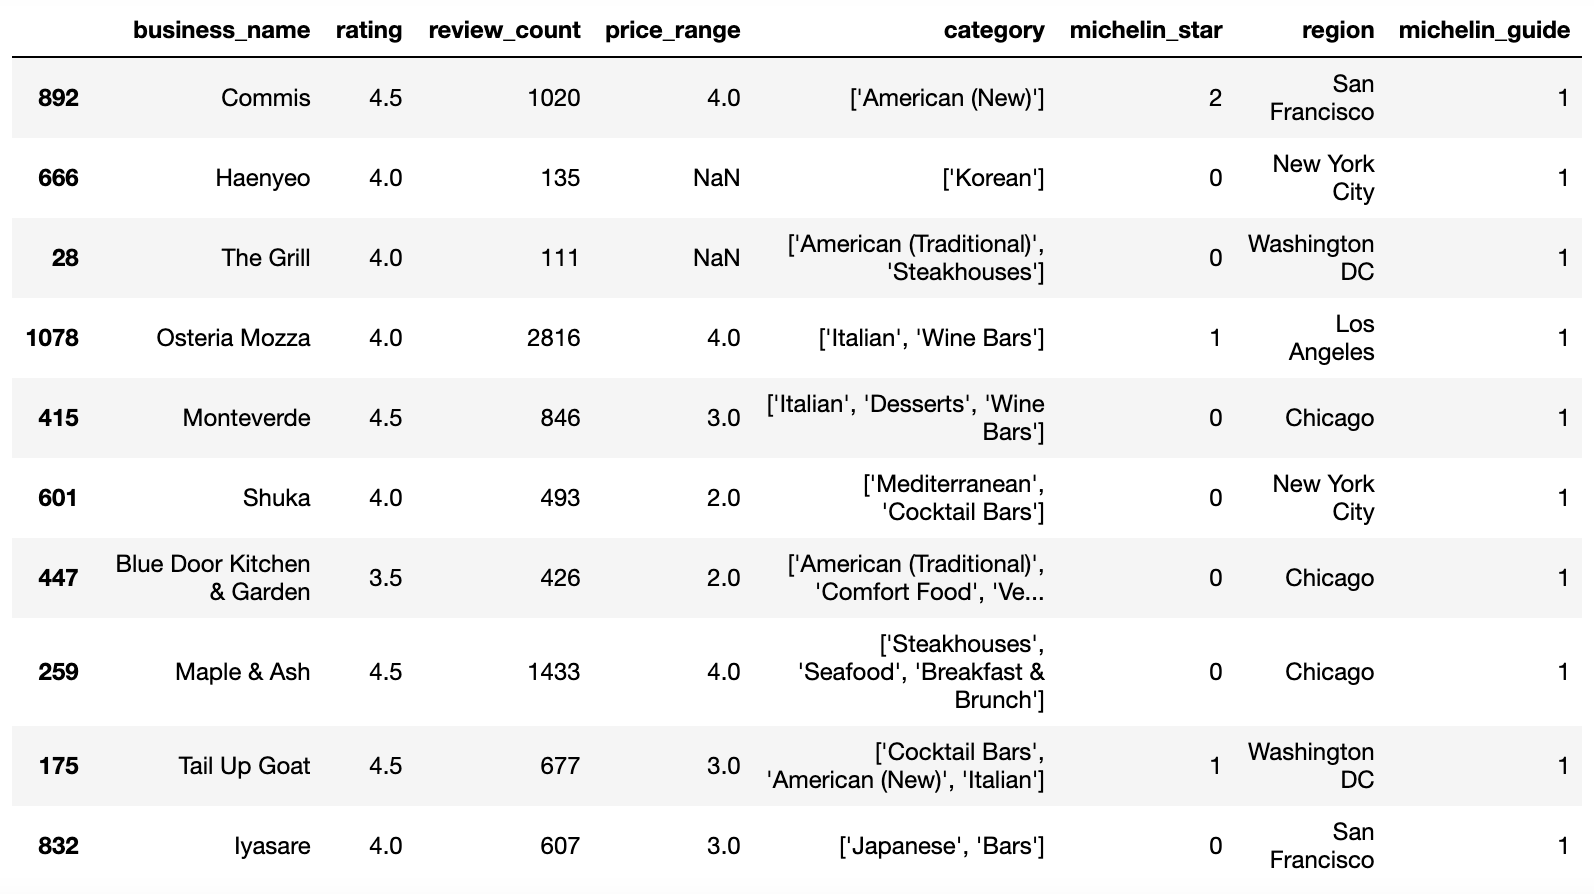 business_name rating review_count price_range category michelin_star region michelin_guide
892 Commis 4.5 1020 4.0 ['American (New)'] 2 San Francisco 1
666 Haenyeo 4.0 135 NaN ['Korean'] 0 New York City 1
28 The Grill 4.0 111 NaN ['American (Traditional)', 'Steakhouses'] 0 Washington DC 1
1078 Osteria Mozza 4.0 2816 4.0 ['Italian', 'Wine Bars'] 1 Los Angeles 1
415 Monteverde 4.5 846 3.0 ['Italian', 'Desserts', 'Wine Bars'] 0 Chicago 1
601 Shuka 4.0 493 2.0 ['Mediterranean', 'Cocktail Bars'] 0 New York City 1
447 Blue Door Kitchen & Garden 3.5 426 2.0 ['American (Traditional)', 'Comfort Food', 'Ve... 0 Chicago 1
259 Maple & Ash 4.5 1433 4.0 ['Steakhouses', 'Seafood', 'Breakfast & Brunch'] 0 Chicago 1
175 Tail Up Goat 4.5 677 3.0 ['Cocktail Bars', 'American (New)', 'Italian'] 1 Washington DC 1
832 Iyasare 4.0 607 3.0 ['Japanese', 'Bars'] 0 San Francisco 1